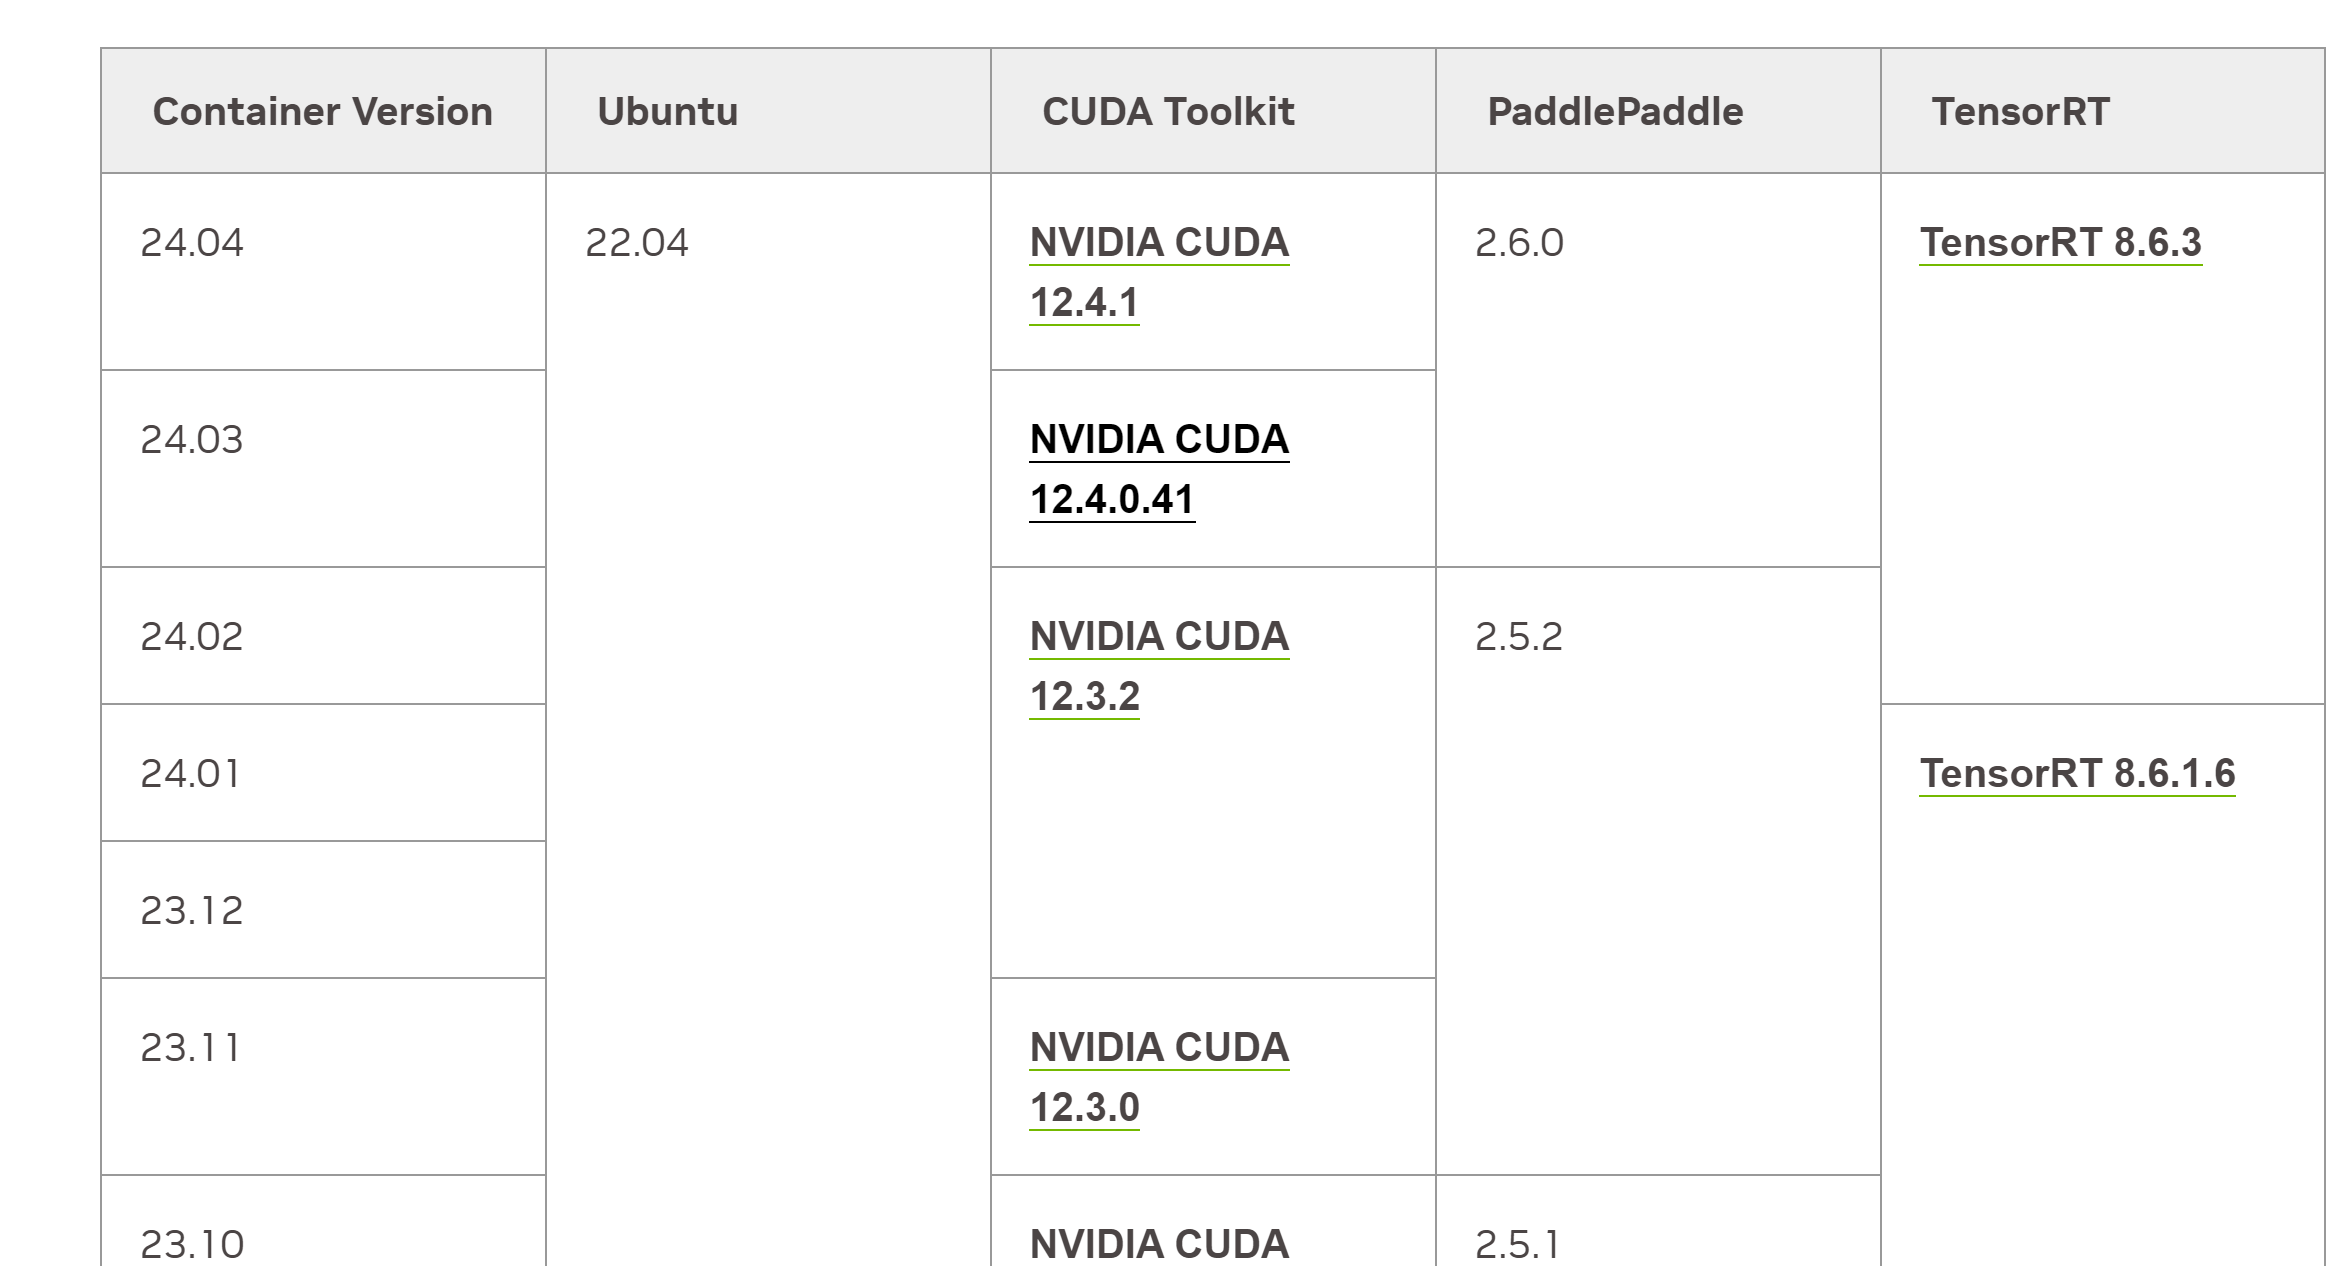 Container Version Ubuntu CUDA Toolkit PaddlePaddle TensorRT
24.04 22.04 NVIDIA CUDA 2.6.0 TensorRT 8.6.3
12.4.1
24.03 NVIDIA CUDA
12.4.0.41
24.02 NVIDIA CUDA 2.5.2
12.3.2
24.01 TensorRT 8.6.1.6
23.12
23.11 NVIDIA CUDA
12.3.0
23.10 NVIDIA CUDA 2.5.1